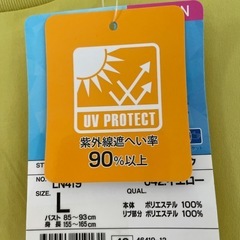 UV PROTECT
紫外線遮へい率
90%以上
NO. LN419
SIZE
L
QUAL.
バスト 85~93cm
身 長 155~165cm
本体 ポリエステル 100%
リブ部分 ポリエステル 100%